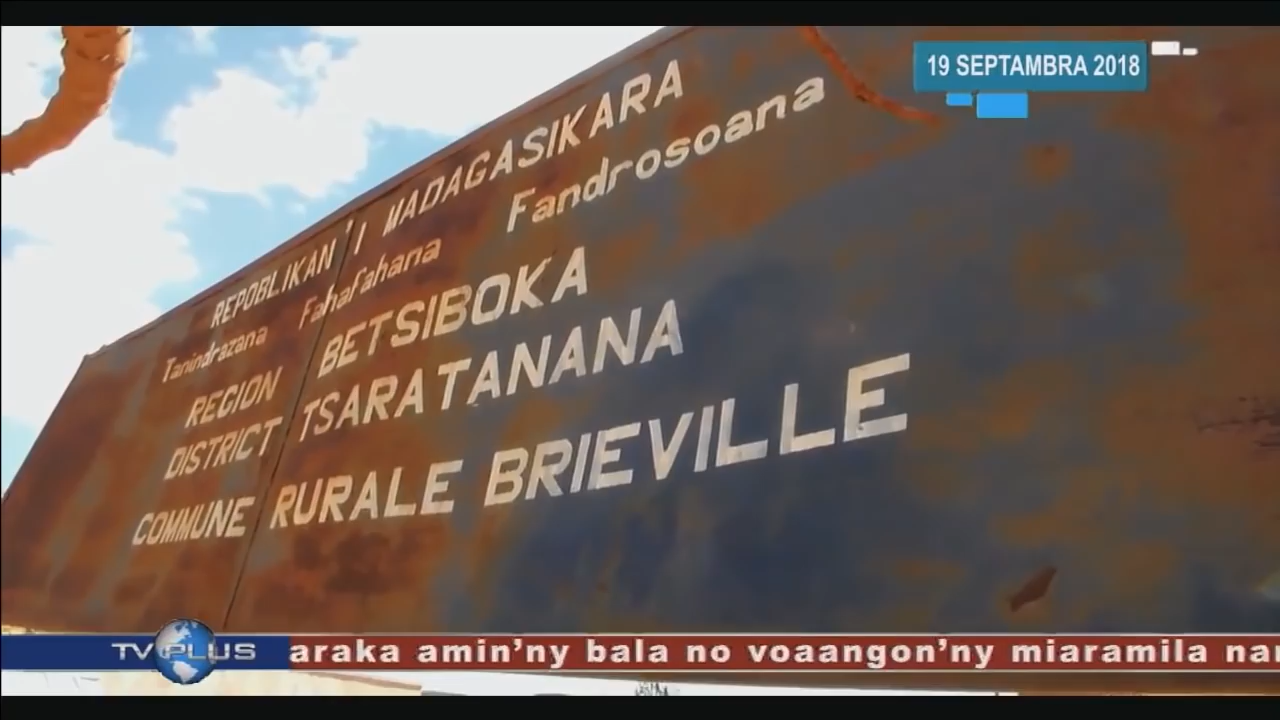 19 SEPTAMBRA 2018
REPOBLIKAN'I MADAGASIKARA
Tanindrazana Fahafahana Fandrosoana
REGION BETSIBOKA
DISTRICT TSARATANANA
COMMUNE RURALE BRIEVILLE
TV PLUS araka amin'ny bala no voaangon'ny miaramila nan